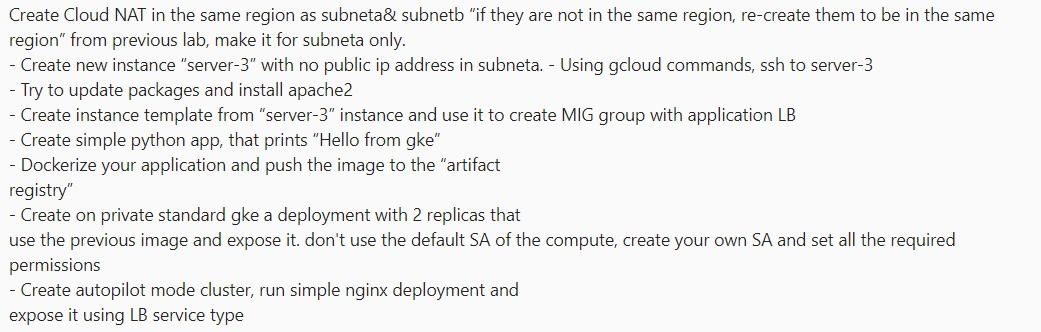 Create Cloud NAT in the same region as subneta& subnetb “if they are not in the same region, re-create them to be in the same
region” from previous lab, make it for subneta only.
- Create new instance “server-3” with no public ip address in subneta. - Using gcloud commands, ssh to server-3
- Try to update packages and install apache2
- Create instance template from “server-3” instance and use it to create MIG group with application LB
- Create simple python app, that prints “Hello from gke”
- Dockerize your application and push the image to the “artifact
registry”
- Create on private standard gke a deployment with 2 replicas that
use the previous image and expose it. don't use the default SA of the compute, create your own SA and set all the required
permissions
- Create autopilot mode cluster, run simple nginx deployment and
expose it using LB service type